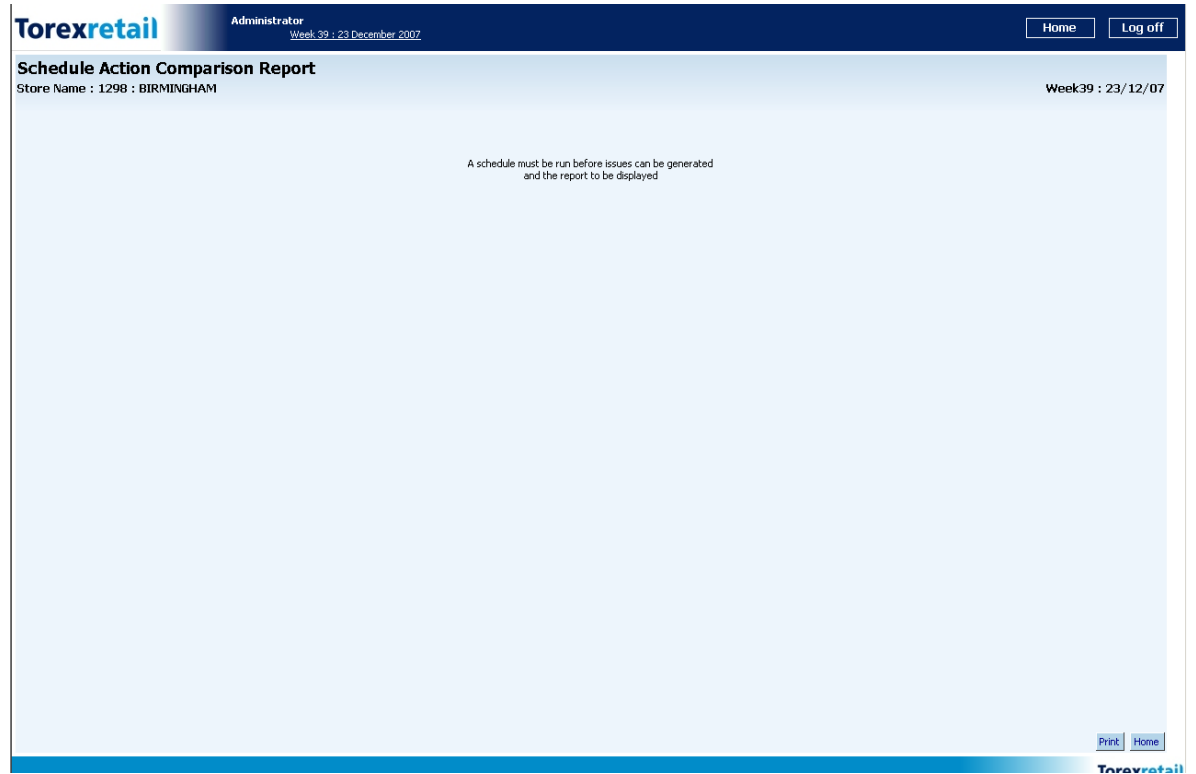 Torexretail
Administrator
Week 39 : 23 December 2007
Home
Log off
Schedule Action Comparison Report
Store Name : 1298 : BIRMINGHAM
Week39 : 23/12/07
A schedule must be run before issues can be generated
and the report to be displayed
Print
Home
Torexretail